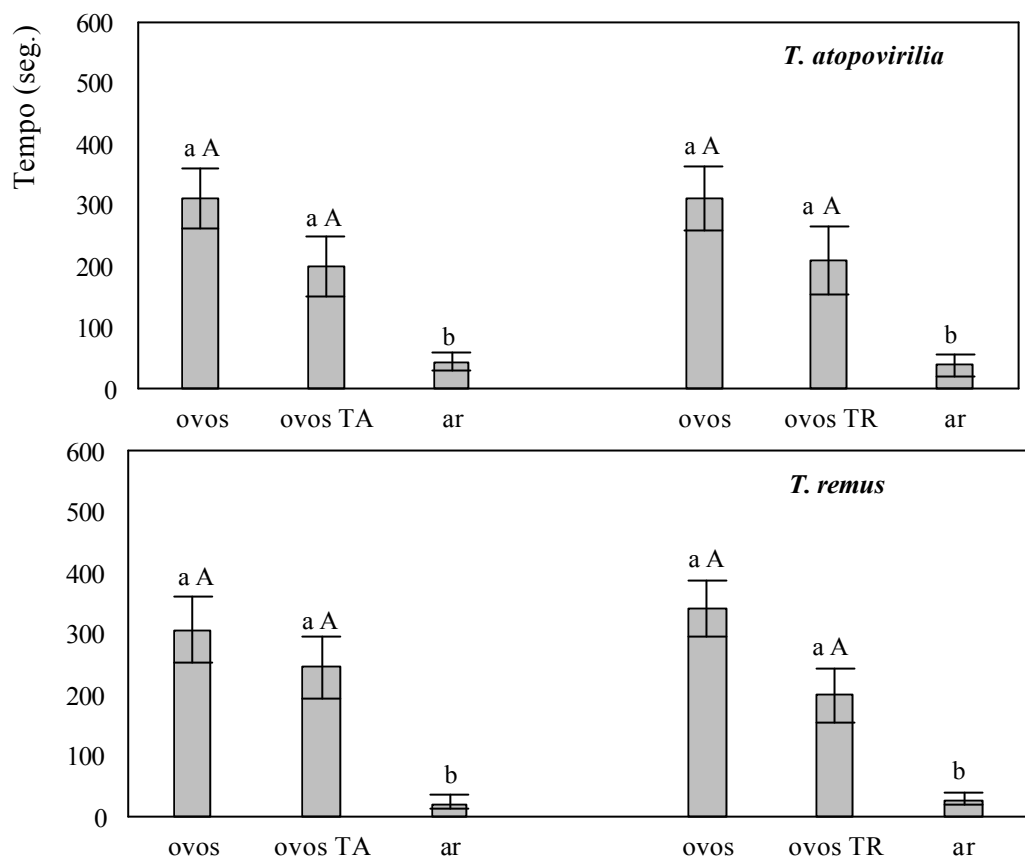 Tempo (seg.)
600
500
400
300
200
100
0
T. atopovirilia
a A
a A
b
a A
a A
b
ovos ovos TA ar ovos ovos TR ar
600
500
400
300
200
100
0
T. remus
a A
a A
b
a A
a A
b
ovos ovos TA ar ovos ovos TR ar